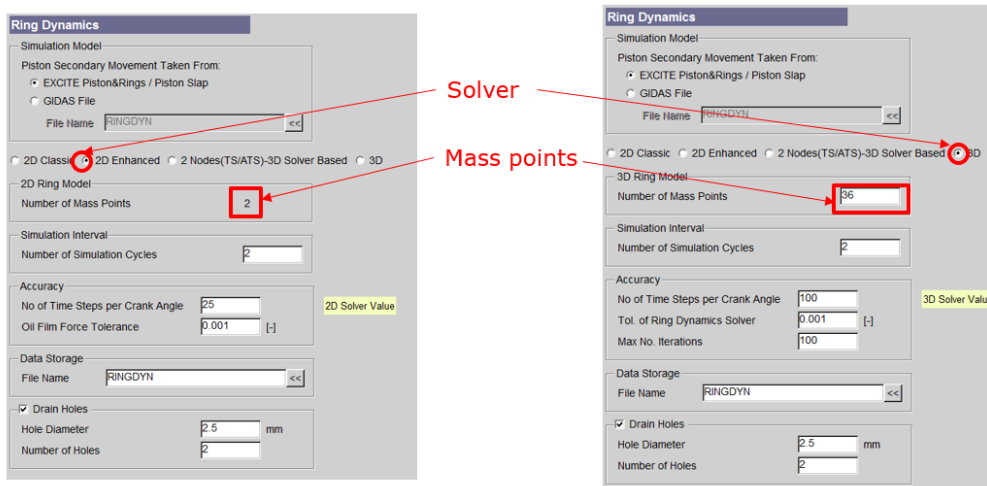 Ring Dynamics
Simulation Model
Piston Secondary Movement Taken From:
EXCITE Piston&Rings / Piston Slap
GIDAS File
File Name RINGDYN <<
2D Classic 2D Enhanced 2 Nodes(TS/ATS)-3D Solver Based 3D
2D Ring Model
Number of Mass Points 2
Simulation Interval
Number of Simulation Cycles 2
Accuracy
No of Time Steps per Crank Angle 25
2D Solver Value
Oil Film Force Tolerance 0.001 [-]
Data Storage
File Name RINGDYN <<
Drain Holes
Hole Diameter 2.5 mm
Number of Holes 2
Solver
Mass points
Ring Dynamics
Simulation Model
Piston Secondary Movement Taken From:
EXCITE Piston&Rings / Piston Slap
GIDAS File
File Name RINGDYN <<
2D Classic 2D Enhanced 2 Nodes(TS/ATS)-3D Solver Based 3D
3D Ring Model
Number of Mass Points 36
Simulation Interval
Number of Simulation Cycles 2
Accuracy
No of Time Steps per Crank Angle 100
3D Solver Valu
Tol. of Ring Dynamics Solver 0.001 [-]
Max No. Iterations 100
Data Storage
File Name RINGDYN <<
Drain Holes
Hole Diameter 2.5 mm
Number of Holes 2